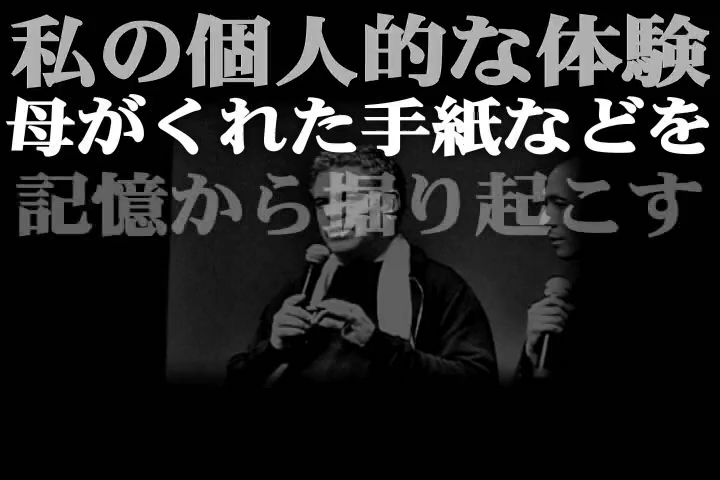 私の個人的な体験
母がくれた手紙などを
記憶から掘り起こす